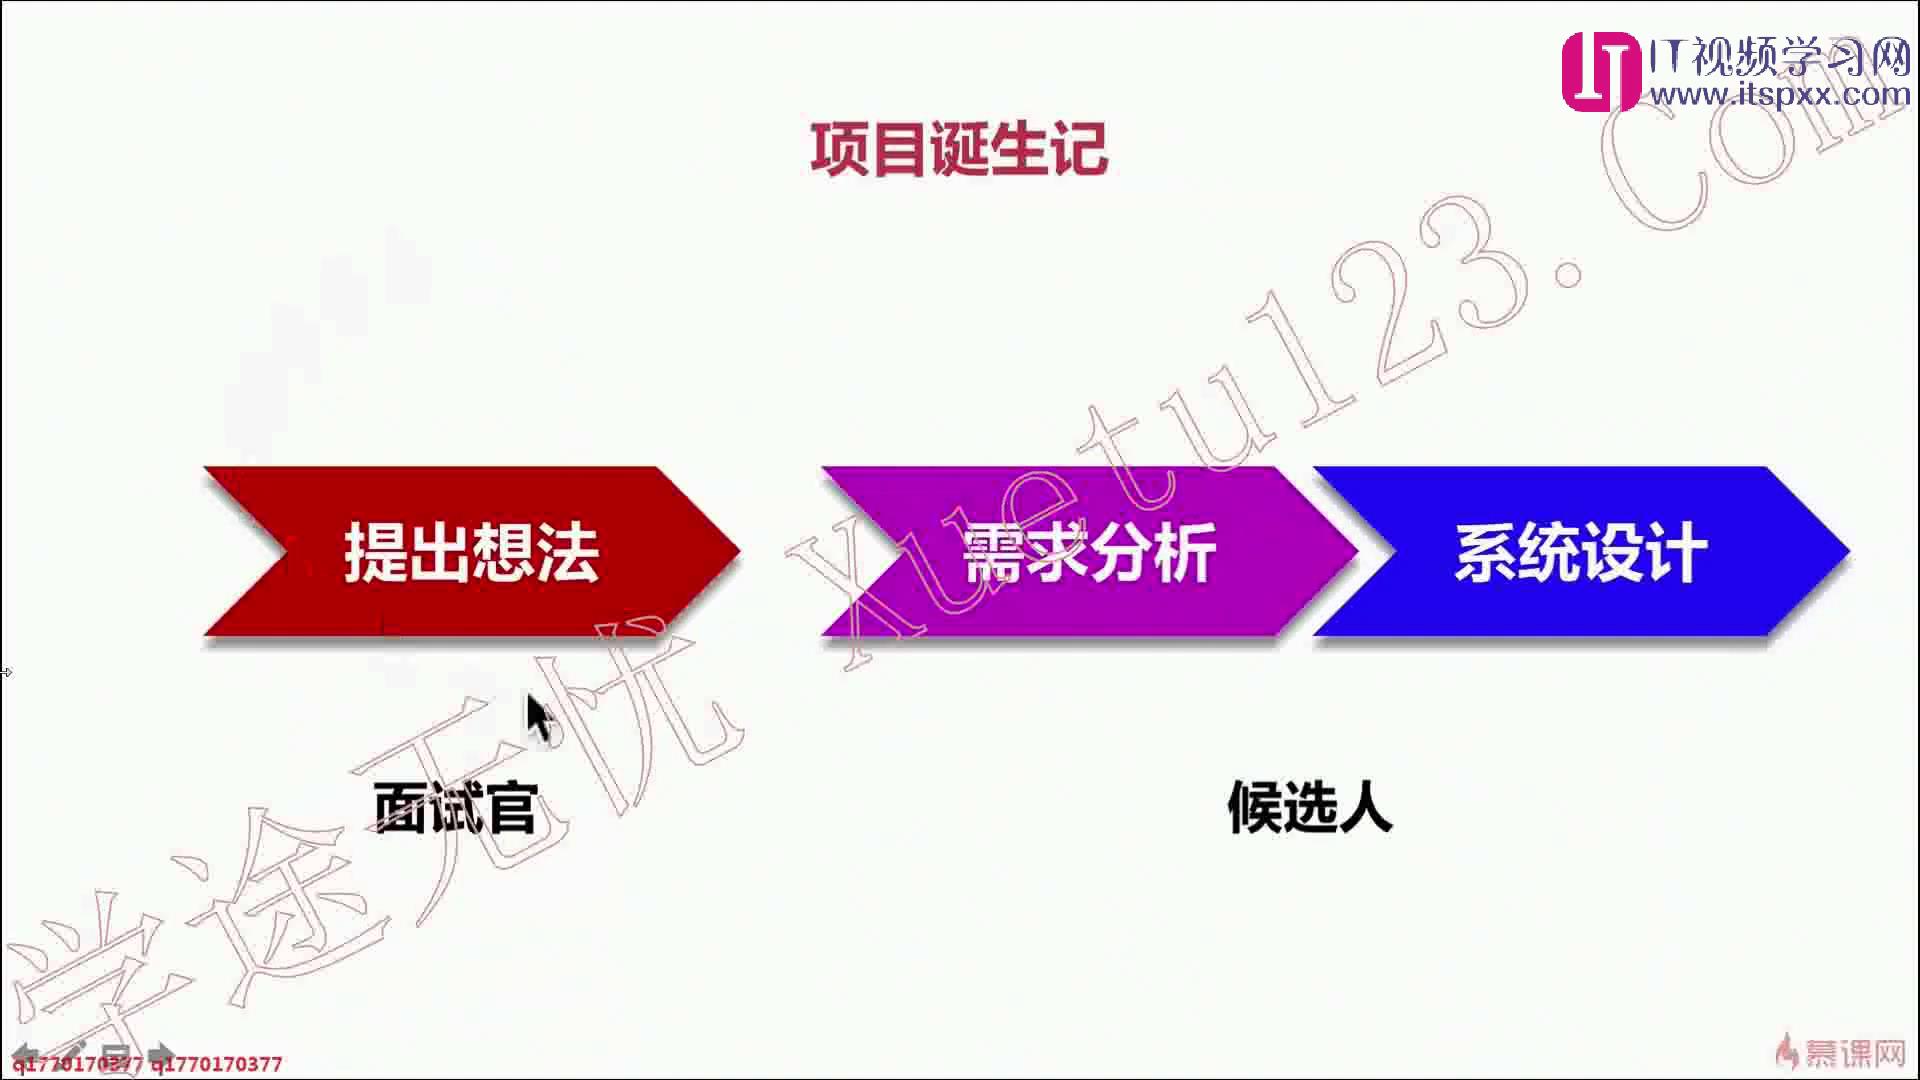 IT视频学习网
www.itspxx.com
项目诞生记
提出想法
需求分析
系统设计
学途无忧 Xuetu123.Com
面试官
候选人
q1770170377 q1770170377
慕课网